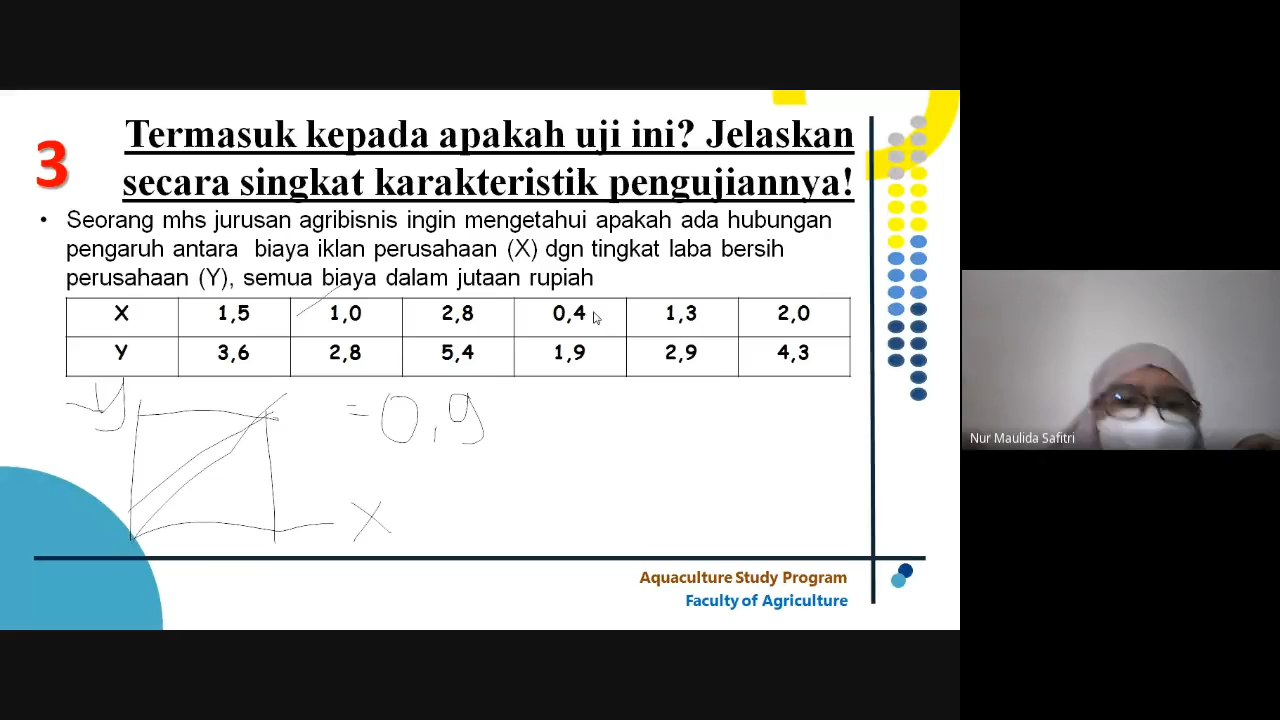 3
Termasuk kepada apakah uji ini? Jelaskan
secara singkat karakteristik pengujiannya!
• Seorang mhs jurusan agribisnis ingin mengetahui apakah ada hubungan
pengaruh antara biaya iklan perusahaan (X) dgn tingkat laba bersih
perusahaan (Y), semua biaya dalam jutaan rupiah
X 1,5 1,0 2,8 0,4 1,3 2,0
Y 3,6 2,8 5,4 1,9 2,9 4,3
y
= 0,9
X
Aquaculture Study Program
Faculty of Agriculture
Nur Maulida Safitri